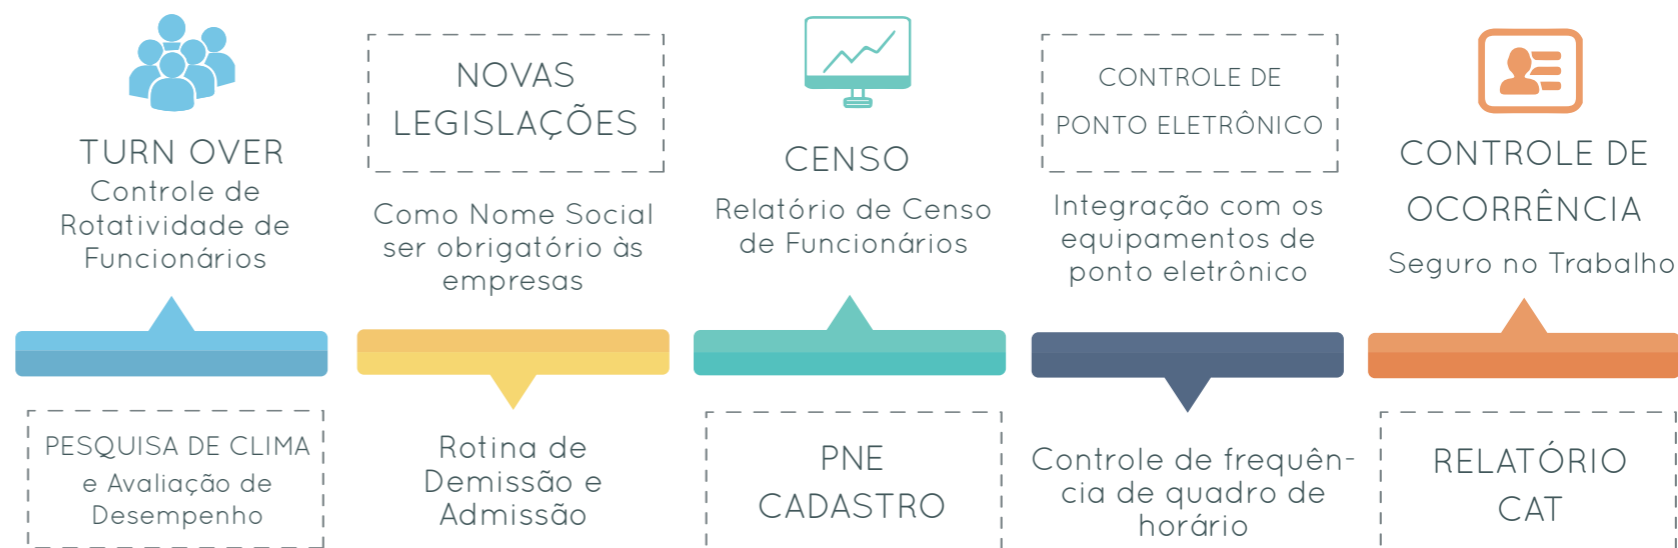 TURN OVER
Controle de
Rotatividade de
Funcionários
NOVAS
LEGISLAÇÕES
Como Nome Social
ser obrigatório às
empresas
CENSO
Relatório de Censo
de Funcionários
CONTROLE DE
PONTO ELETRÔNICO
Integração com os
equipamentos de
ponto eletrônico
CONTROLE DE
OCORRÊNCIA
Seguro no Trabalho
PESQUISA DE CLIMA
e Avaliação de
Desempenho
Rotina de
Demissão e
Admissão
PNE
CADASTRO
Controle de frequên-
cia de quadro de
horário
RELATÓRIO
CAT